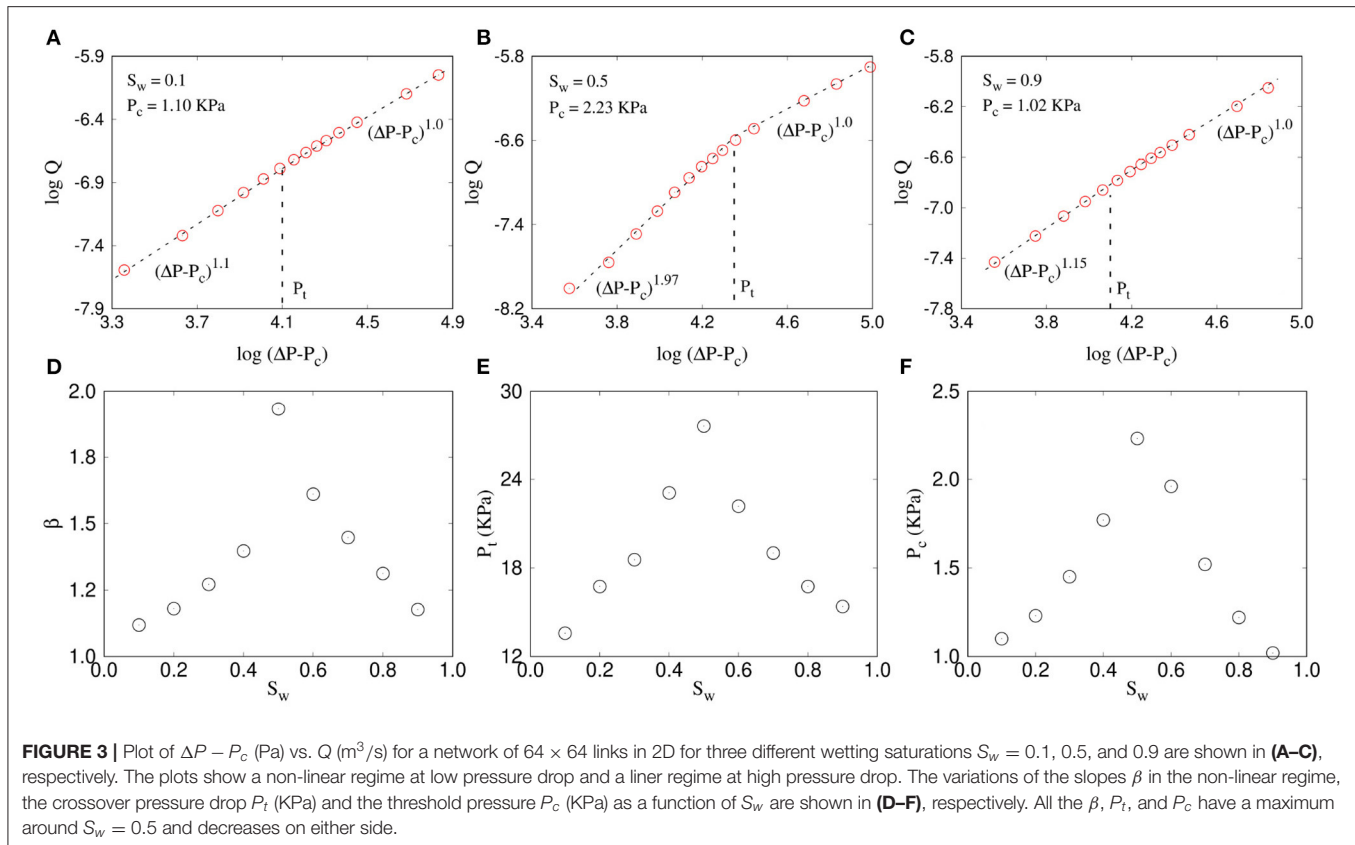 A
-5.9
-6.4
-6.9
-7.4
-7.9
log Q
S_w = 0.1
P_c = 1.10 KPa
(ΔP-P_c)^1.0
(ΔP-P_c)^1.1
P_t
3.3 3.7 4.1 4.5 4.9
log (ΔP-P_c)
B
-5.8
-6.6
-7.4
-8.2
log Q
S_w = 0.5
P_c = 2.23 KPa
(ΔP-P_c)^1.0
(ΔP-P_c)^1.97
P_t
3.4 3.8 4.2 4.6 5.0
log (ΔP-P_c)
C
-5.8
-6.2
-6.6
-7.0
-7.4
-7.8
log Q
S_w = 0.9
P_c = 1.02 KPa
(ΔP-P_c)^1.0
(ΔP-P_c)^1.15
P_t
3.4 3.8 4.2 4.6 5.0
log (ΔP-P_c)
D
2.0
1.8
1.5
1.2
1.0
β
0.0 0.2 0.4 0.6 0.8 1.0
S_w
E
30
24
18
12
P_t (KPa)
0.0 0.2 0.4 0.6 0.8 1.0
S_w
F
2.5
2.0
1.5
1.0
P_c (KPa)
0.0 0.2 0.4 0.6 0.8 1.0
S_w
FIGURE 3 | Plot of ΔP − P_c (Pa) vs. Q (m³/s) for a network of 64 × 64 links in 2D for three different wetting saturations S_w = 0.1, 0.5, and 0.9 are shown in (A–C),
respectively. The plots show a non-linear regime at low pressure drop and a liner regime at high pressure drop. The variations of the slopes β in the non-linear regime,
the crossover pressure drop P_t (KPa) and the threshold pressure P_c (KPa) as a function of S_w are shown in (D–F), respectively. All the β, P_t, and P_c have a maximum
around S_w = 0.5 and decreases on either side.